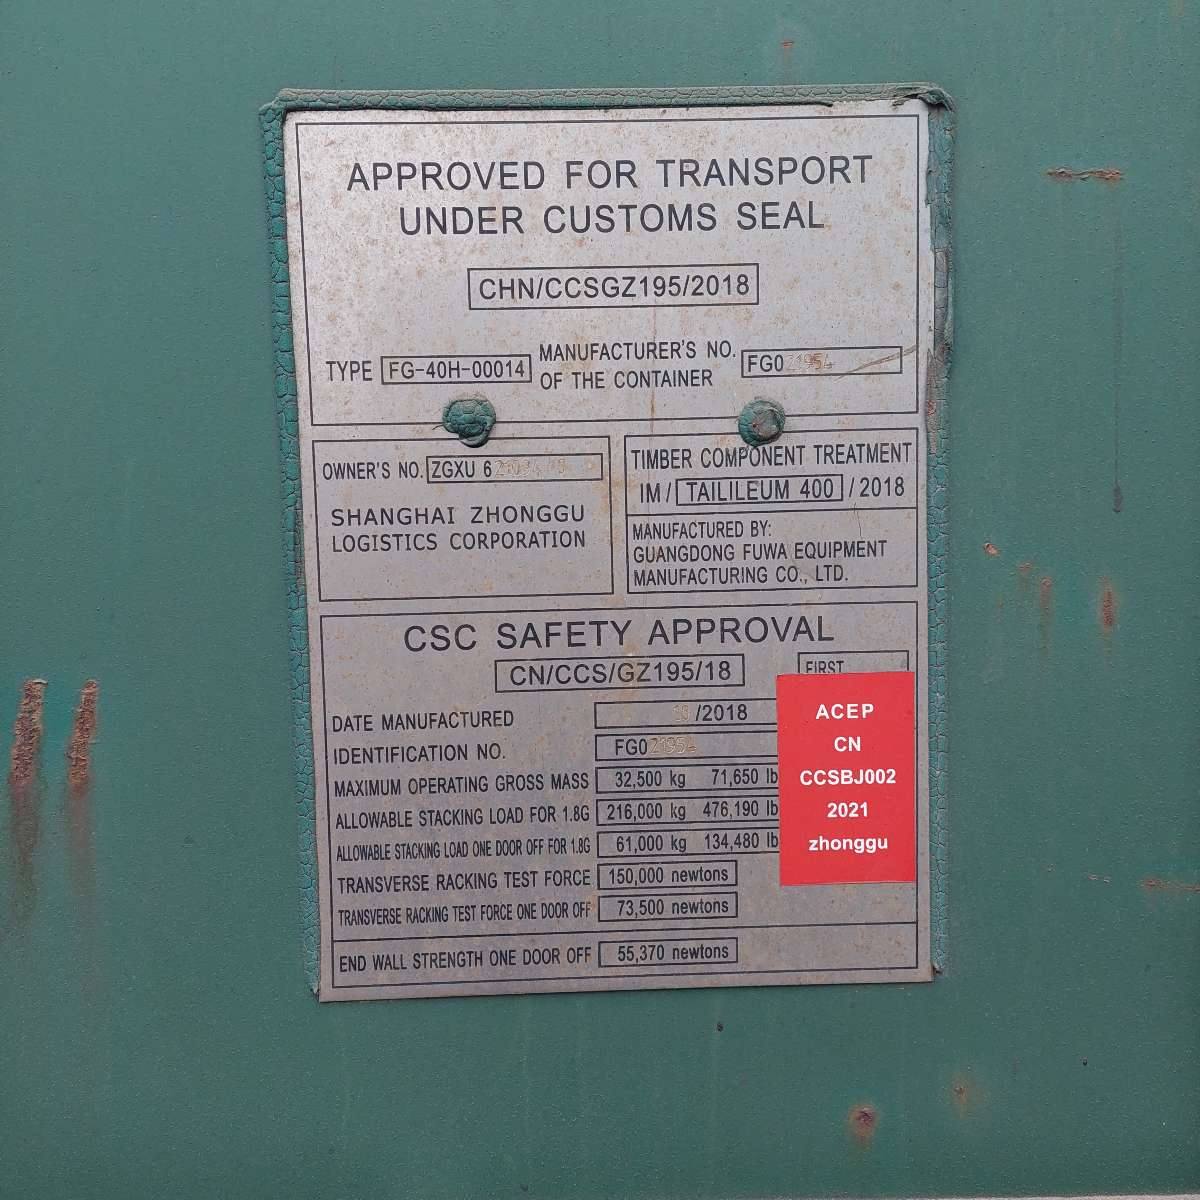 APPROVED FOR TRANSPORT
UNDER CUSTOMS SEAL
CHN/CCSGZ195/2018
TYPE FG-40H-00014
MANUFACTURER'S NO.
OF THE CONTAINER
FG021954
OWNER'S NO. ZGXU 6
SHANGHAI ZHONGGU
LOGISTICS CORPORATION
TIMBER COMPONENT TREATMENT
IM / TAILILEUM 400 / 2018
MANUFACTURED BY:
GUANGDONG FUWA EQUIPMENT
MANUFACTURING CO., LTD.
CSC SAFETY APPROVAL
CN/CCS/GZ195/18
FIRST
DATE MANUFACTURED /2018
IDENTIFICATION NO. FG021954
MAXIMUM OPERATING GROSS MASS 32,500 kg 71,650 lb
ALLOWABLE STACKING LOAD FOR 1.8G 216,000 kg 476,190 lb
ALLOWABLE STACKING LOAD ONE DOOR OFF FOR 1.8G 61,000 kg 134,480 lb
TRANSVERSE RACKING TEST FORCE 150,000 newtons
TRANSVERSE RACKING TEST FORCE ONE DOOR OFF 73,500 newtons
END WALL STRENGTH ONE DOOR OFF 55,370 newtons
ACEP
CN
CCSBJ002
2021
zhonggu